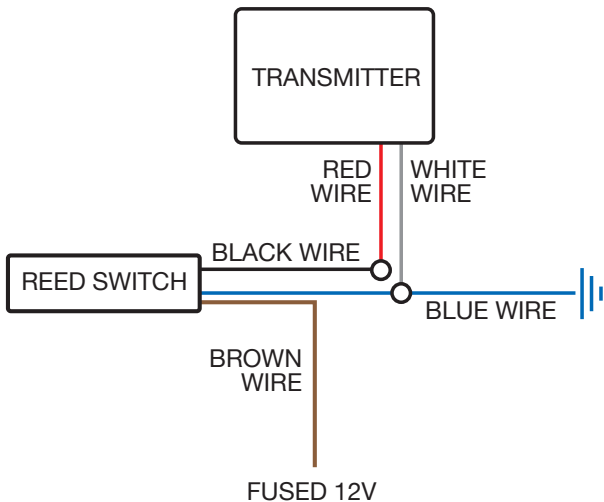 TRANSMITTER
RED
WIRE
WHITE
WIRE
BLACK WIRE
REED SWITCH
BLUE WIRE
BROWN
WIRE
FUSED 12V